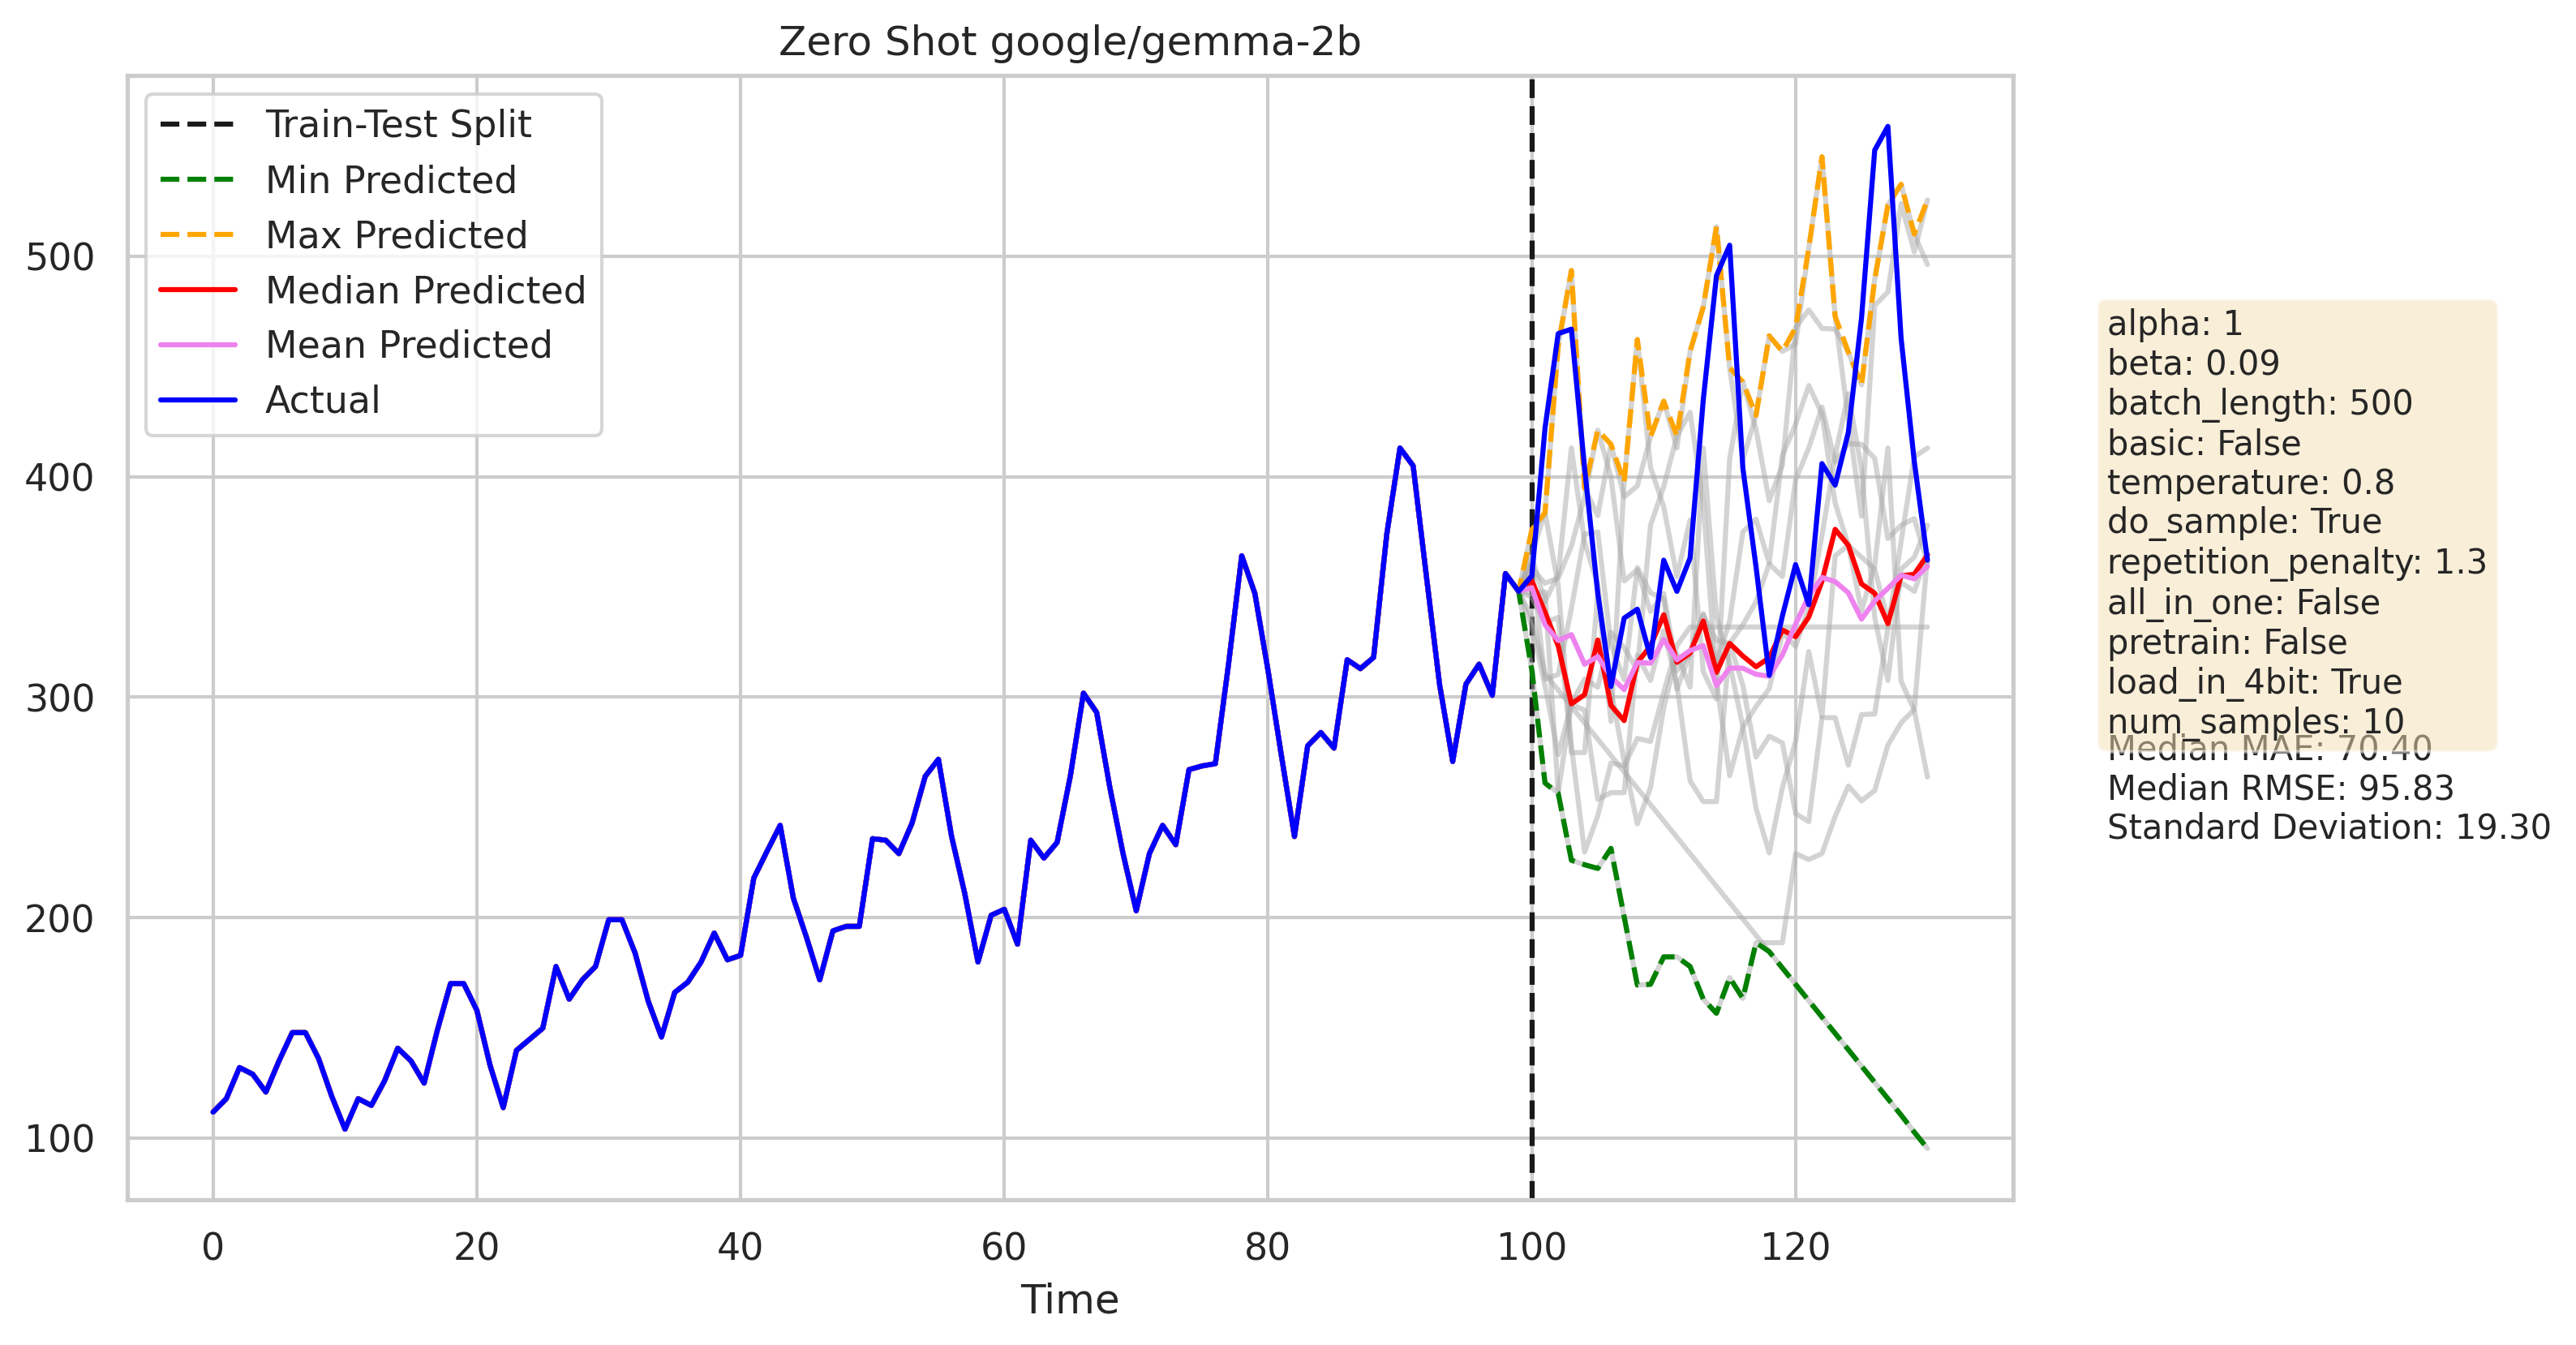 Zero Shot google/gemma-2b
Train-Test Split
Min Predicted
Max Predicted
Median Predicted
Mean Predicted
Actual
500
400
300
200
100
0 20 40 60 80 100 120
Time
alpha: 1
beta: 0.09
batch_length: 500
basic: False
temperature: 0.8
do_sample: True
repetition_penalty: 1.3
all_in_one: False
pretrain: False
load_in_4bit: True
num_samples: 10
Median MAE: 70.40
Median RMSE: 95.83
Standard Deviation: 19.30